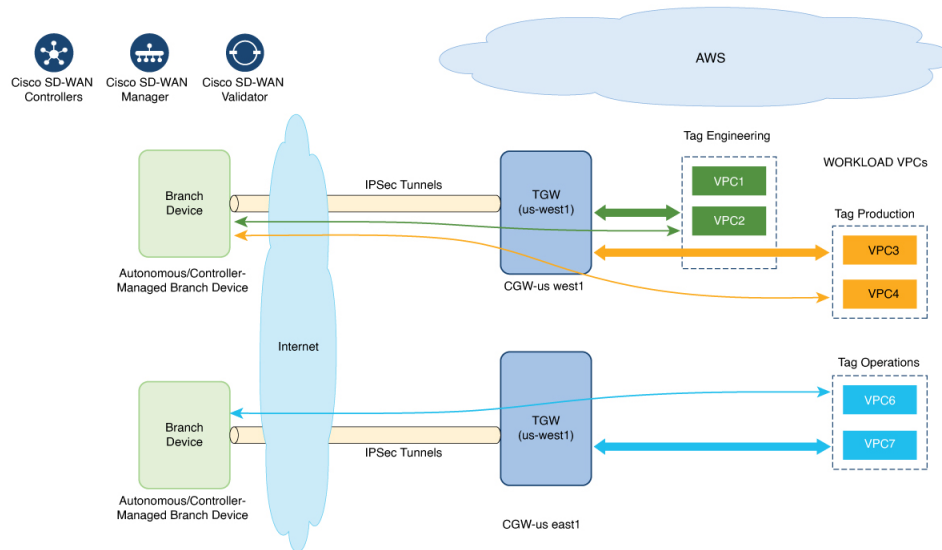 Cisco SD-WAN
Controllers
Cisco SD-WAN
Manager
Cisco SD-WAN
Validator
AWS
Tag Engineering
WORKLOAD VPCs
VPC1
VPC2
Tag Production
VPC3
VPC4
Branch
Device
IPSec Tunnels
TGW
(us-west1)
Autonomous/Controller-
Managed Branch Device
CGW-us west1
Internet
Tag Operations
VPC6
VPC7
Branch
Device
IPSec Tunnels
TGW
(us-west1)
Autonomous/Controller-
Managed Branch Device
CGW-us east1